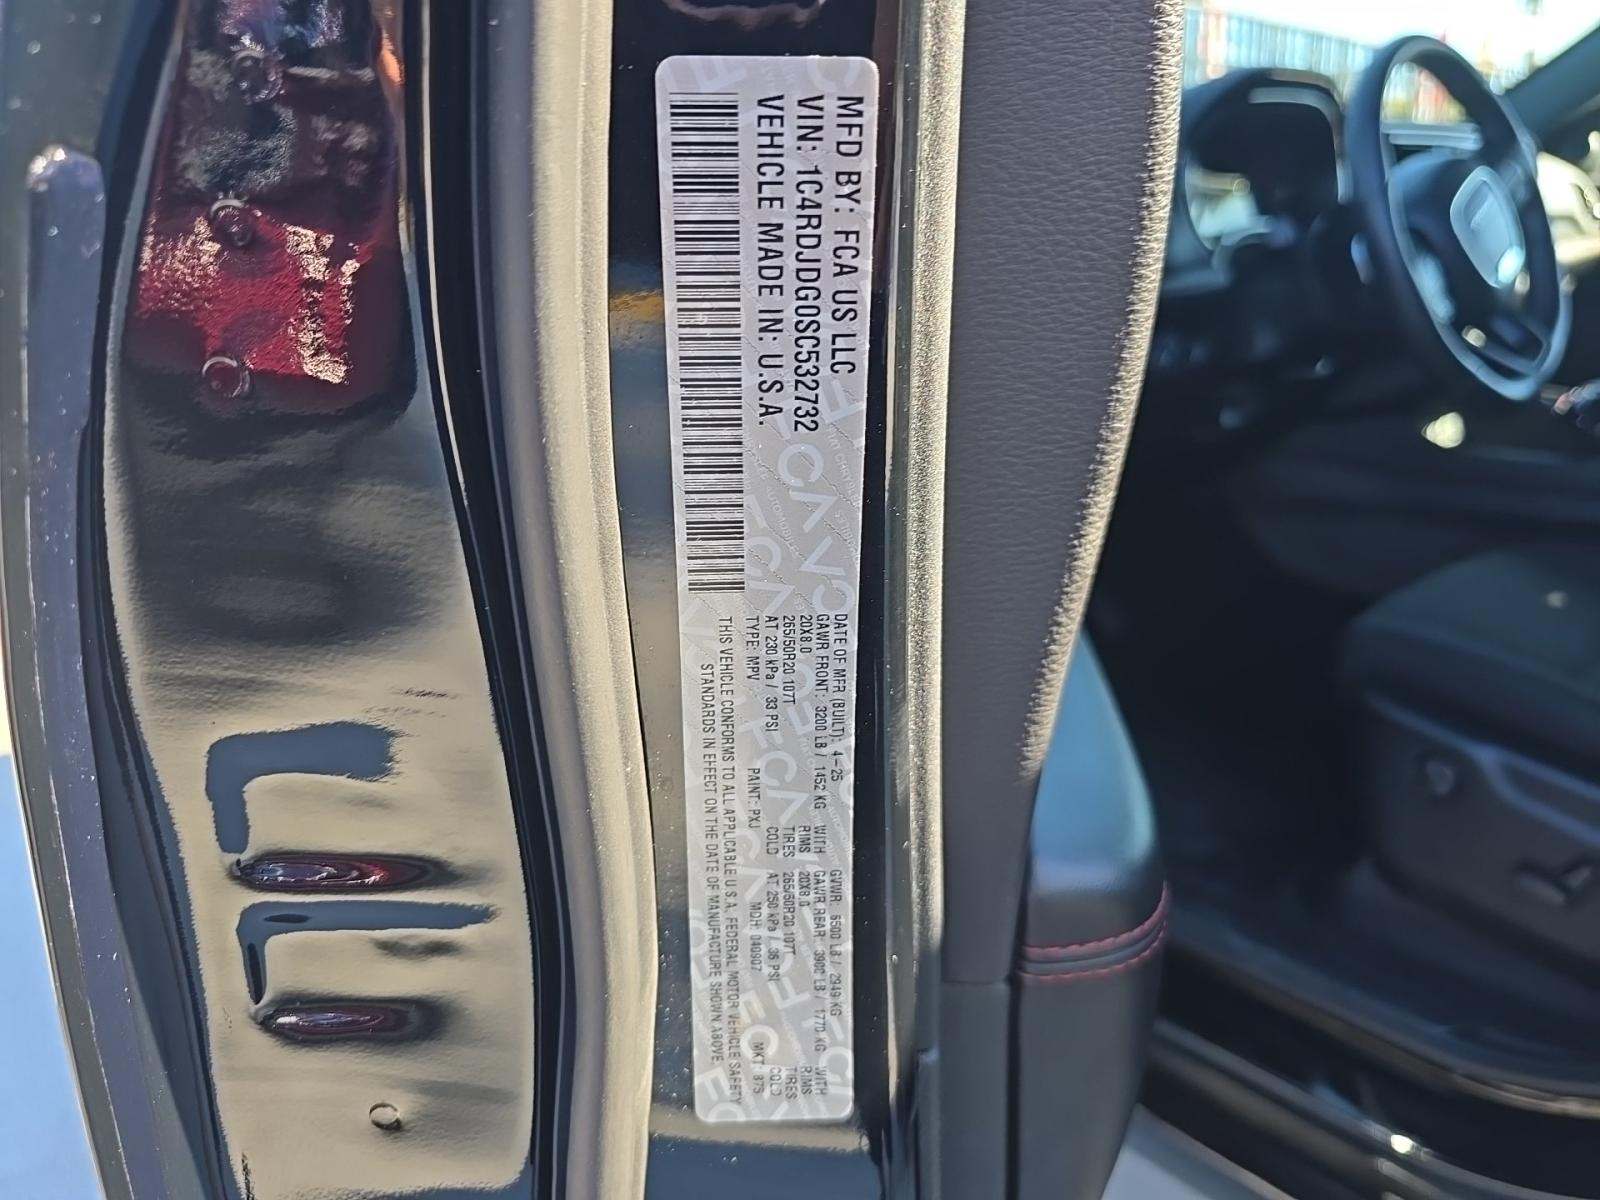 MFD BY: FCA US LLC
VIN: 1C4RDJDG0SC532732
VEHICLE MADE IN: U.S.A.
DATE OF MFR (BUILT): 4-25 GVWR: 6500 LB / 2949 KG
GAWR FRONT: 3200 LB / 1452 KG WITH GAWR REAR: 3900 LB / 1770 KG WITH
20X8.0 RIMS 20X8.0 RIMS
265/50R20 107T TIRES 265/50R20 107T TIRES
AT 230 kPa / 33 PSI COLD AT 250 kPa / 36 PSI COLD
TYPE: MPV PAINT: PXJ MDH: 040907 MKT:
THIS VEHICLE CONFORMS TO ALL APPLICABLE U.S.A. FEDERAL MOTOR VEHICLE SAFETY
STANDARDS IN EFFECT ON THE DATE OF MANUFACTURE SHOWN ABOVE